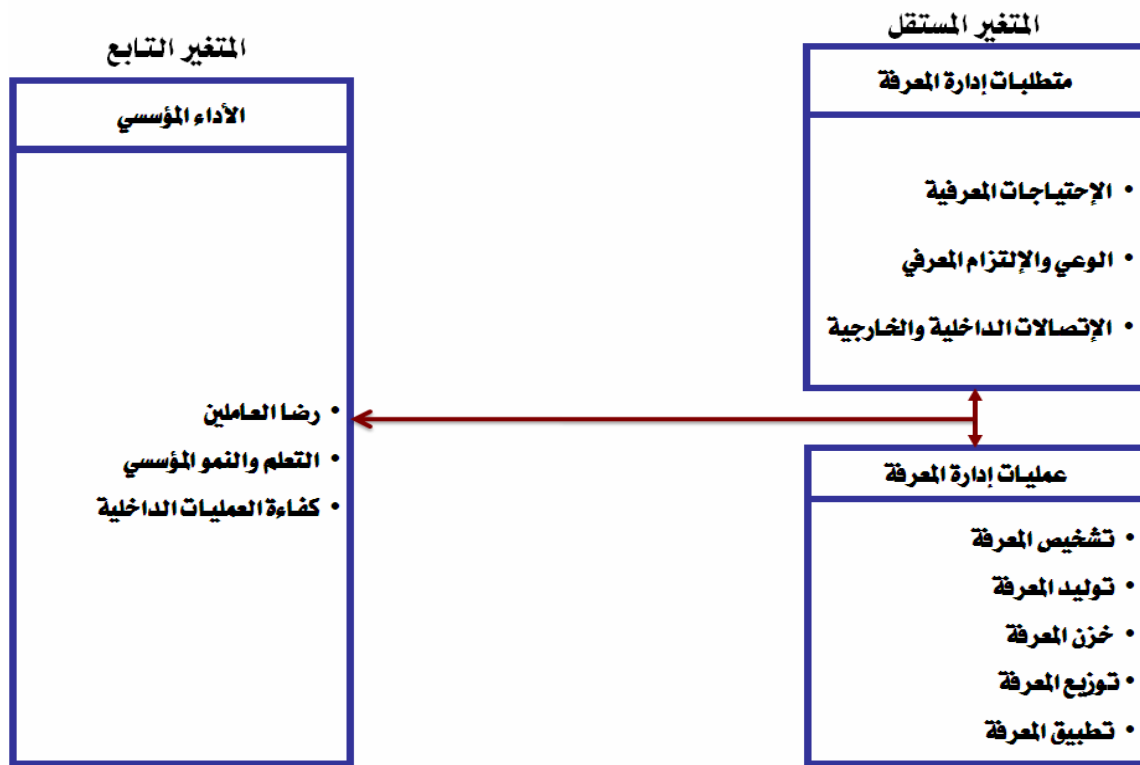 المتغير المستقل
متطلبات إدارة المعرفة
• الإحتياجات المعرفية
• الوعي والإلتزام المعرفي
• الإتصالات الداخلية والخارجية
عمليات إدارة المعرفة
• تشخيص المعرفة
• توليد المعرفة
• خزن المعرفة
• توزيع المعرفة
• تطبيق المعرفة
المتغير التابع
الأداء المؤسسي
• رضا العاملين
• التعلم والنمو المؤسسي
• كفاءة العمليات الداخلية